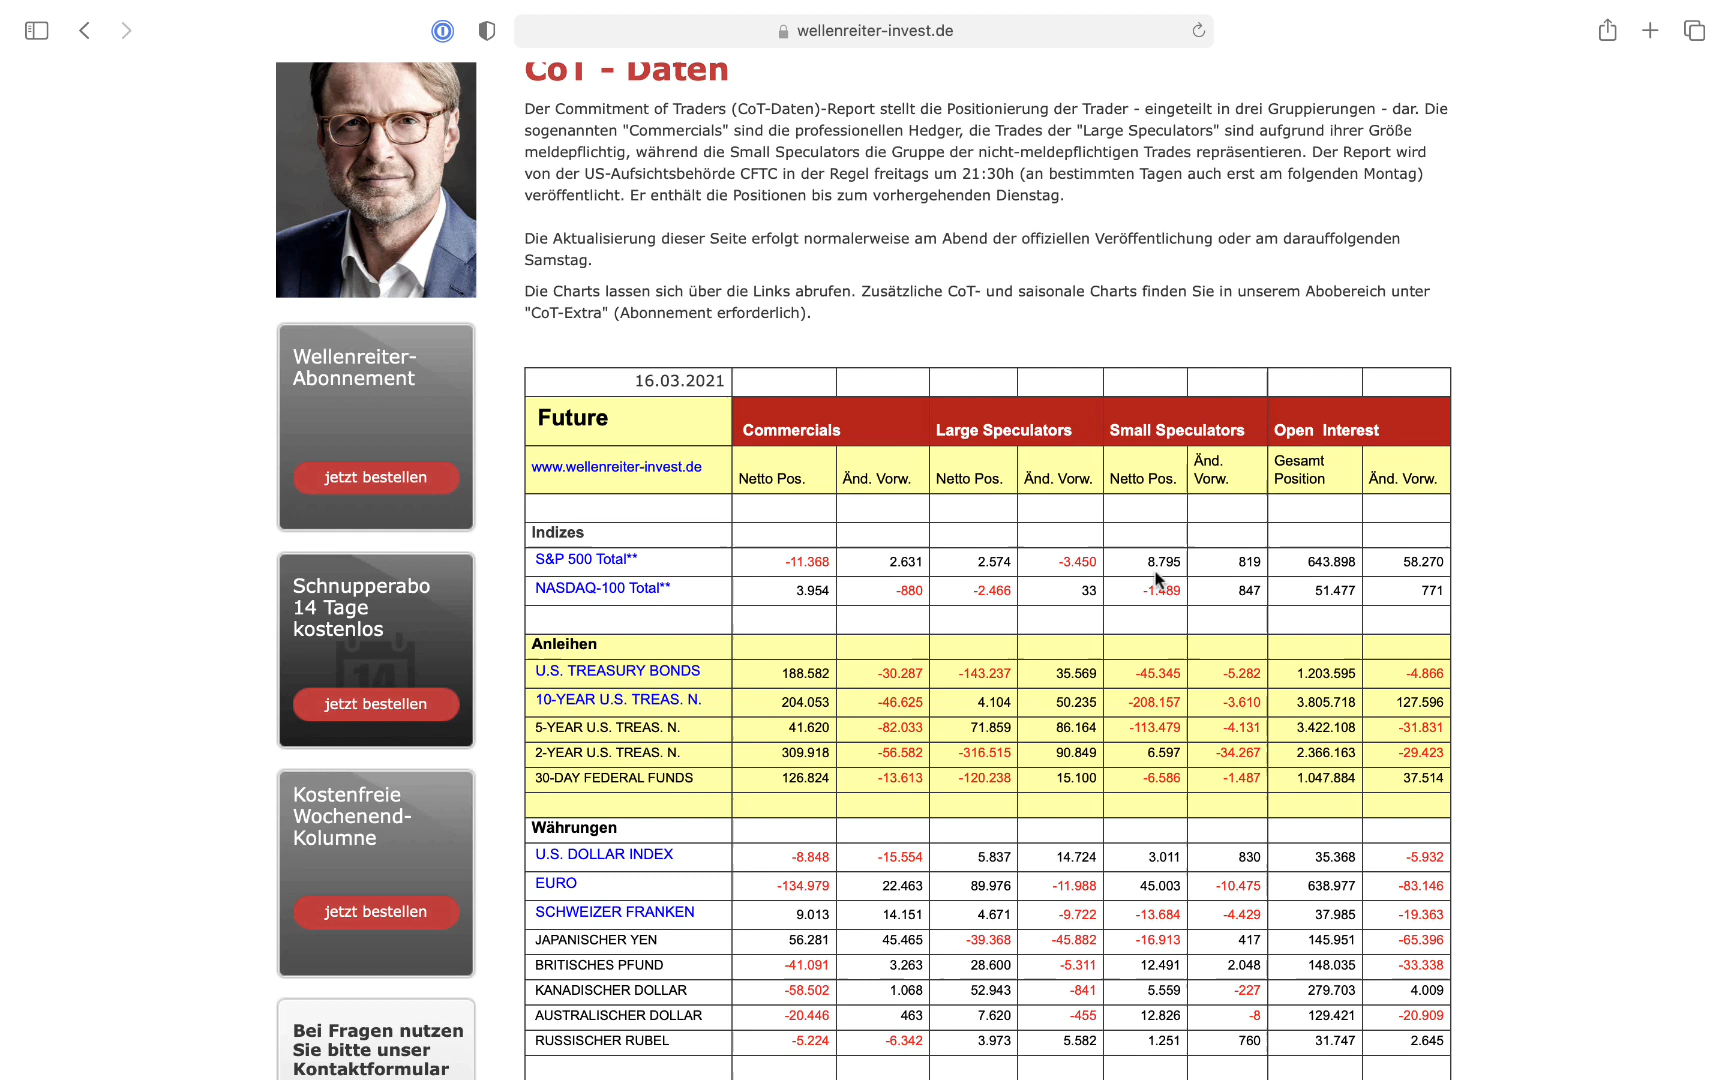 wellenreiter-invest.de
CoT - Daten
Der Commitment of Traders (CoT-Daten)-Report stellt die Positionierung der Trader - eingeteilt in drei Gruppierungen - dar. Die
sogenannten "Commercials" sind die professionellen Hedger, die Trades der "Large Speculators" sind aufgrund ihrer Größe
meldepflichtig, während die Small Speculators die Gruppe der nicht-meldepflichtigen Trades repräsentieren. Der Report wird
von der US-Aufsichtsbehörde CFTC in der Regel freitags um 21:30h (an bestimmten Tagen auch erst am folgenden Montag)
veröffentlicht. Er enthält die Positionen bis zum vorhergehenden Dienstag.
Die Aktualisierung dieser Seite erfolgt normalerweise am Abend der offiziellen Veröffentlichung oder am darauffolgenden
Samstag.
Die Charts lassen sich über die Links abrufen. Zusätzliche CoT- und saisonale Charts finden Sie in unserem Abobereich unter
"CoT-Extra" (Abonnement erforderlich).
Wellenreiter-
Abonnement
jetzt bestellen
Schnupperabo
14 Tage
kostenlos
14
jetzt bestellen
Kostenfreie
Wochenend-
Kolumne
jetzt bestellen
Bei Fragen nutzen
Sie bitte unser
Kontaktformular
16.03.2021
Future Commercials Large Speculators Small Speculators Open Interest
www.wellenreiter-invest.de Netto Pos. Änd. Vorw. Netto Pos. Änd. Vorw. Netto Pos. Änd. Vorw. Gesamt Position Änd. Vorw.
Indizes
S&P 500 Total** -11.368 2.631 2.574 -3.450 8.795 819 643.898 58.270
NASDAQ-100 Total** 3.954 -880 -2.466 33 -1.489 847 51.477 771
Anleihen
U.S. TREASURY BONDS 188.582 -30.287 -143.237 35.569 -45.345 -5.282 1.203.595 -4.866
10-YEAR U.S. TREAS. N. 204.053 -46.625 4.104 50.235 -208.157 -3.610 3.805.718 127.596
5-YEAR U.S. TREAS. N. 41.620 -82.033 71.859 86.164 -113.479 -4.131 3.422.108 -31.831
2-YEAR U.S. TREAS. N. 309.918 -56.582 -316.515 90.849 6.597 -34.267 2.366.163 -29.423
30-DAY FEDERAL FUNDS 126.824 -13.613 -120.238 15.100 -6.586 -1.487 1.047.884 37.514
Währungen
U.S. DOLLAR INDEX -8.848 -15.554 5.837 14.724 3.011 830 35.368 -5.932
EURO -134.979 22.463 89.976 -11.988 45.003 -10.475 638.977 -83.146
SCHWEIZER FRANKEN 9.013 14.151 4.671 -9.722 -13.684 -4.429 37.985 -19.363
JAPANISCHER YEN 56.281 45.465 -39.368 -45.882 -16.913 417 145.951 -65.396
BRITISCHES PFUND -41.091 3.263 28.600 -5.311 12.491 2.048 148.035 -33.338
KANADISCHER DOLLAR -58.502 1.068 52.943 -841 5.559 -227 279.703 4.009
AUSTRALISCHER DOLLAR -20.446 463 7.620 -455 12.826 -8 129.421 -20.909
RUSSISCHER RUBEL -5.224 -6.342 3.973 5.582 1.251 760 31.747 2.645